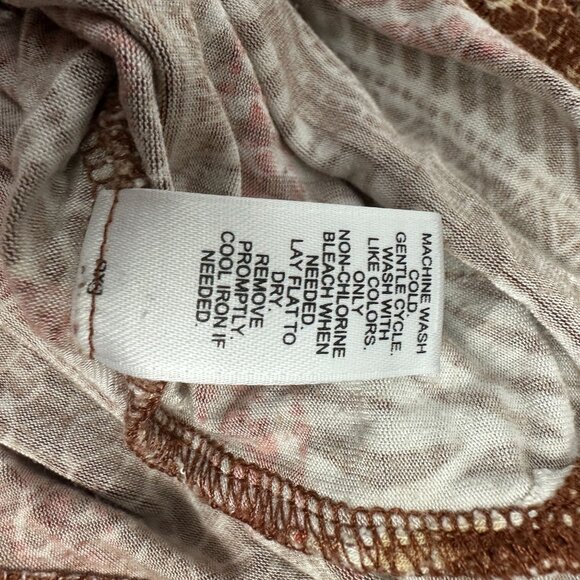 MACHINE WASH
COLD.
GENTLE CYCLE.
WASH WITH
LIKE COLORS.
ONLY
NON-CHLORINE
BLEACH WHEN
NEEDED.
LAY FLAT TO
DRY.
REMOVE
PROMPTLY.
COOL IRON IF
NEEDED.